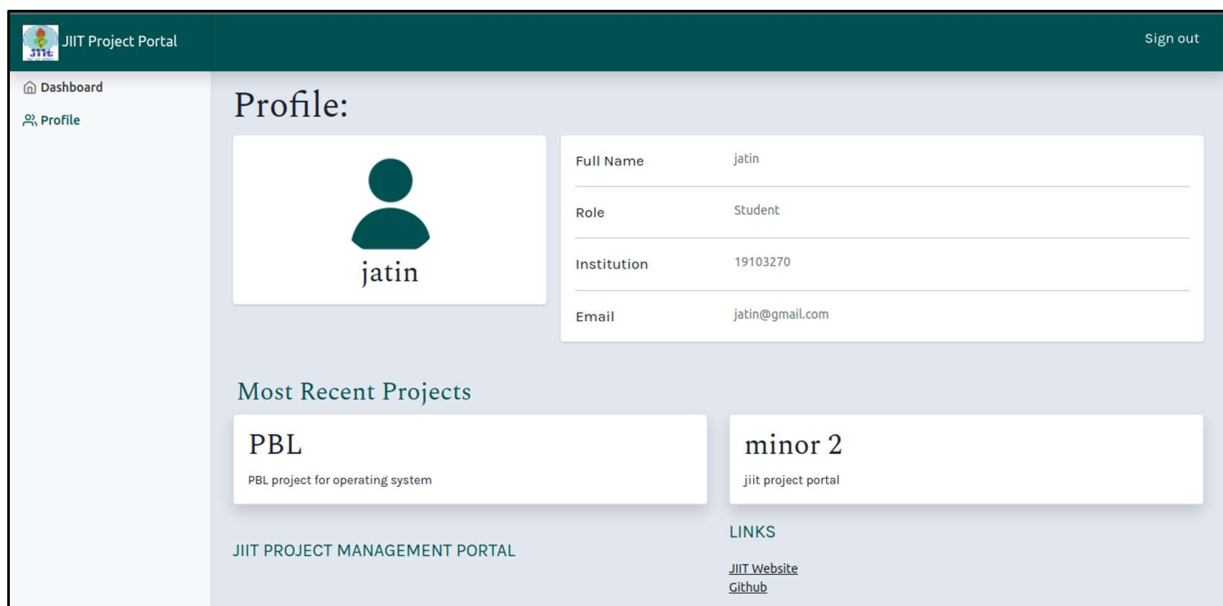 JIIT
JIIT Project Portal
Sign out
Dashboard
Profile
Profile:
jatin
Full Name jatin
Role Student
Institution 19103270
Email jatin@gmail.com
Most Recent Projects
PBL
PBL project for operating system
minor 2
jiit project portal
JIIT PROJECT MANAGEMENT PORTAL
LINKS
JIIT Website
Github